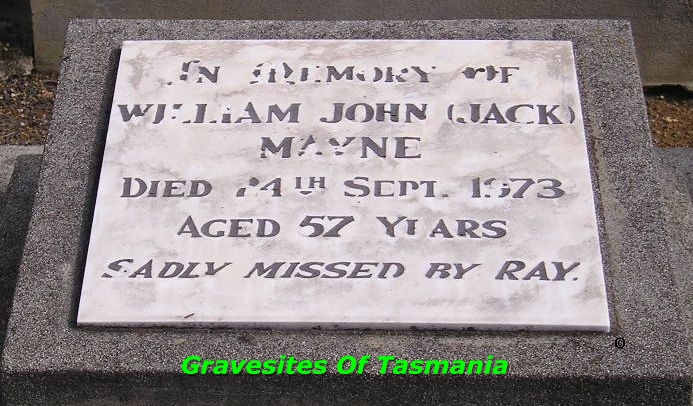 In Memory of
William John (Jack)
Mayne
Died 24th Sept. 1973
Aged 57 Years
Sadly missed by Ray.
Gravesites Of Tasmania